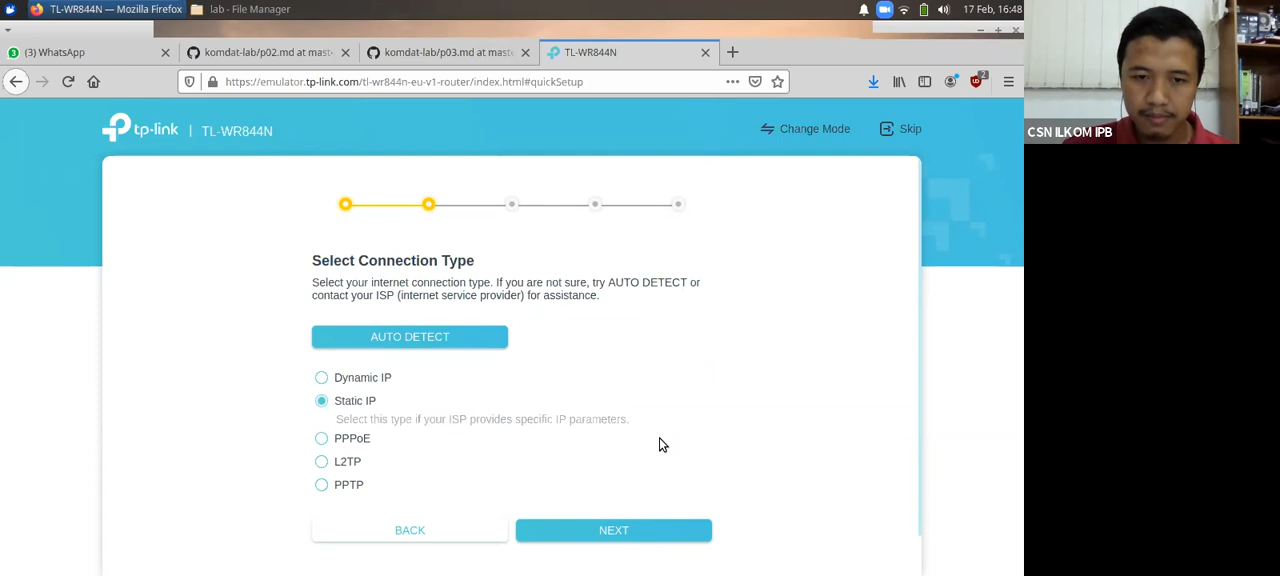 TL-WR844N — Mozilla Firefox
lab - File Manager
17 Feb, 16:48
(3) WhatsApp
komdat-lab/p02.md at mast
komdat-lab/p03.md at mast
TL-WR844N
https://emulator.tp-link.com/tl-wr844n-eu-v1-router/index.html#quickSetup
2
tp-link | TL-WR844N
Change Mode
Skip
CSN ILKOM IPB
Select Connection Type
Select your internet connection type. If you are not sure, try AUTO DETECT or
contact your ISP (internet service provider) for assistance.
AUTO DETECT
Dynamic IP
Static IP
Select this type if your ISP provides specific IP parameters.
PPPoE
L2TP
PPTP
BACK
NEXT